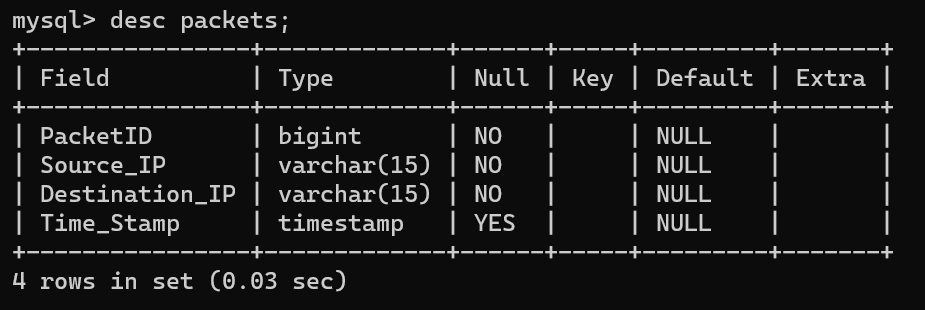 mysql> desc packets;
+----------------+-------------+------+-----+---------+-------+
| Field          | Type        | Null | Key | Default | Extra |
+----------------+-------------+------+-----+---------+-------+
| PacketID       | bigint      | NO   |     | NULL    |       |
| Source_IP      | varchar(15) | NO   |     | NULL    |       |
| Destination_IP | varchar(15) | NO   |     | NULL    |       |
| Time_Stamp     | timestamp   | YES  |     | NULL    |       |
+----------------+-------------+------+-----+---------+-------+
4 rows in set (0.03 sec)